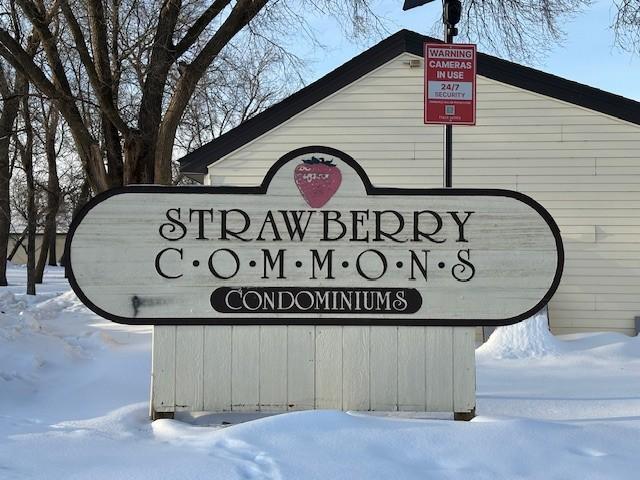 WARNING
CAMERAS
IN USE
24/7
SECURITY
STRAWBERRY
C·O·M·M·O·N·S
CONDOMINIUMS